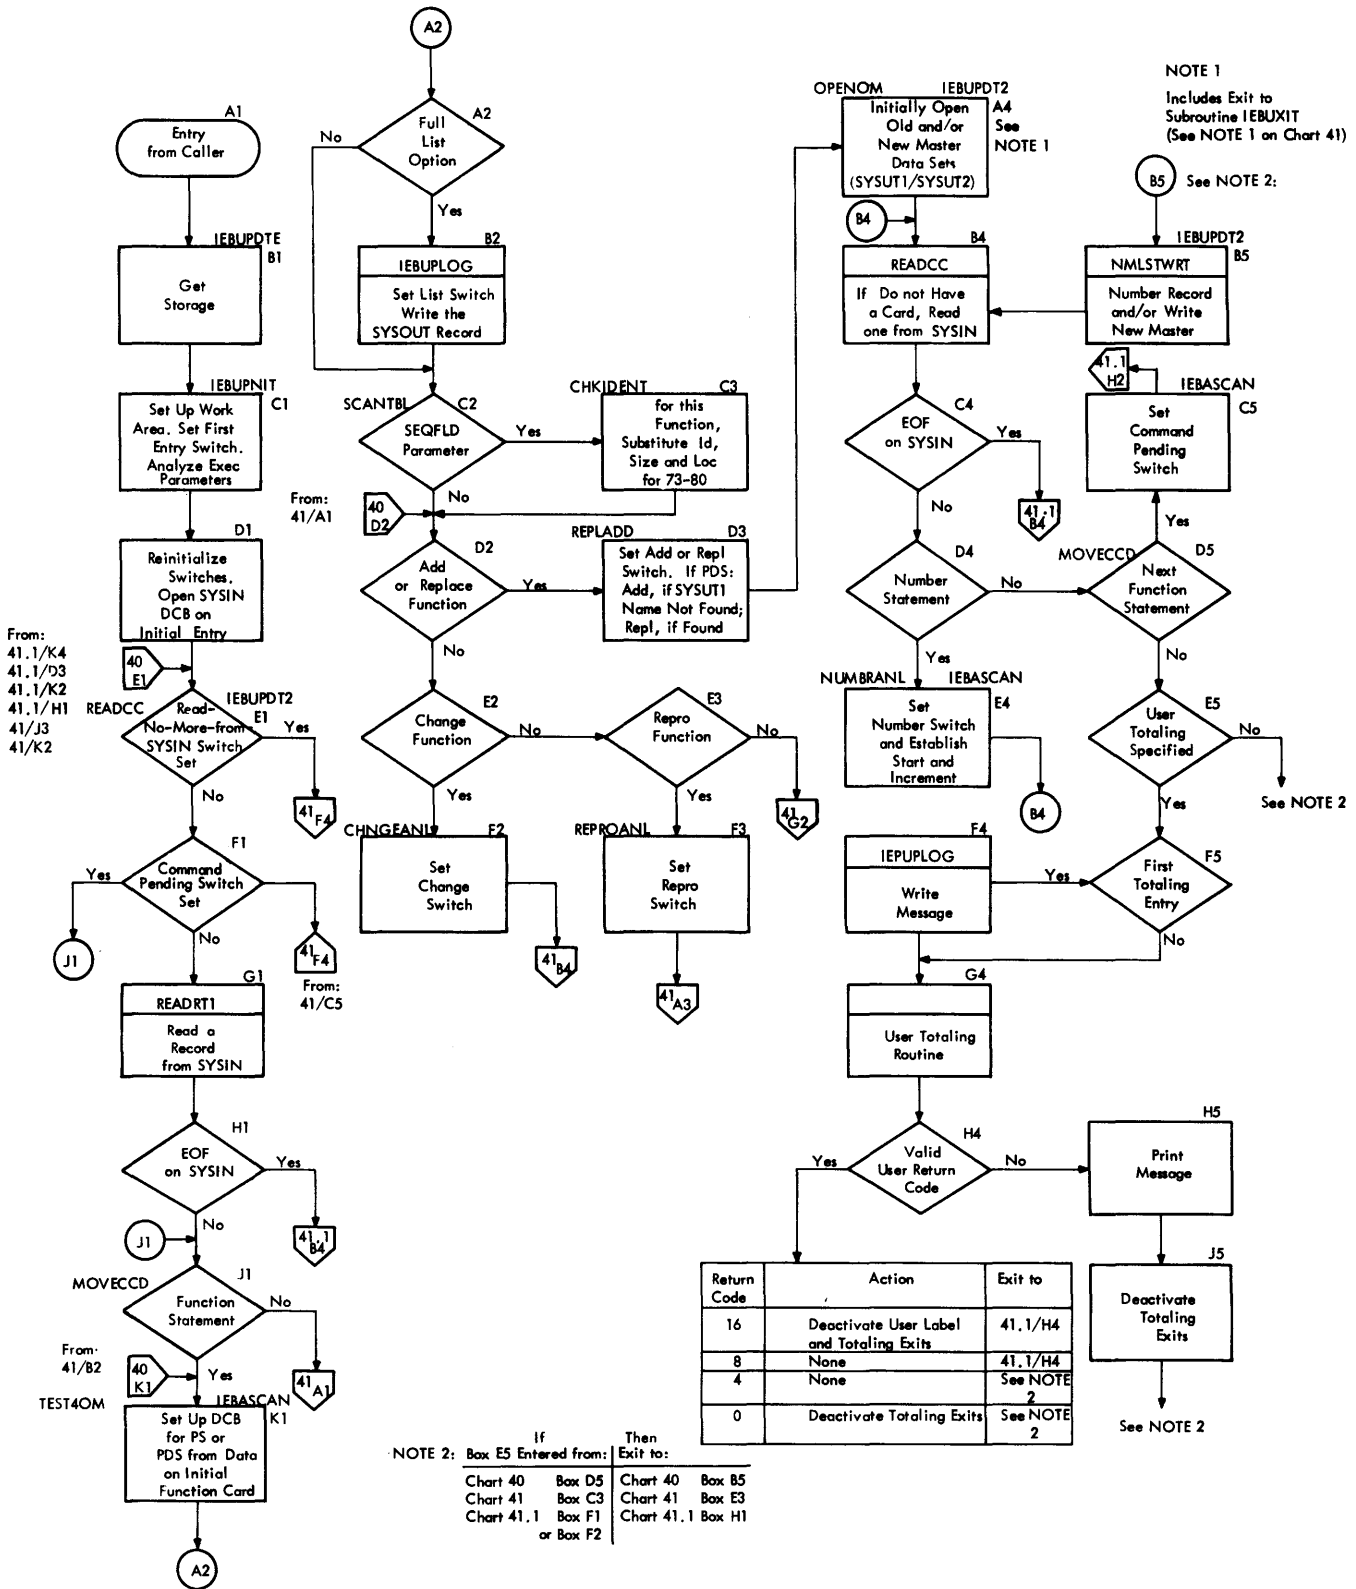 A1
Entry
from Caller
IEBUPDTE
B1
Get
Storage
IEBUPNIT
C1
Set Up Work
Area. Set First
Entry Switch.
Analyze Exec
Parameters
D1
Reinitialize
Switches.
Open SYSIN
DCB on
Initial Entry
From:
41.1/K4
41.1/D3
41.1/K2
41.1/H1
41/J3
41/K2
40
E1
READCC
IEBUPDT2
E1
Read-
No-More-from-
SYSIN Switch
Set
Yes
41 F4
No
F1
Command
Pending Switch
Set
Yes
J1
41 F4
From:
41/C5
No
G1
READRT1
Read a
Record
from SYSIN
H1
EOF
on SYSIN
Yes
41.1
B4
No
J1
MOVECCD
J1
Function
Statement
No
41 A1
From:
41/B2
40
K1
Yes
TEST4OM
IEBASCAN
K1
Set Up DCB
for PS or
PDS from Data
on Initial
Function Card
A2
A2
A2
Full
List
Option
No
Yes
B2
IEBUPLOG
Set List Switch
Write the
SYSOUT Record
SCANTBL
C2
SEQFLD
Parameter
Yes
CHKIDENT
C3
for this
Function,
Substitute Id,
Size and Loc
for 73-80
No
From:
41/A1
40
D2
D2
Add
or Replace
Function
Yes
REPLADD
D3
Set Add or Repl
Switch. If PDS:
Add, if SYSUT1
Name Not Found;
Repl, if Found
No
E2
Change
Function
No
E3
Repro
Function
No
41 G2
Yes
Yes
CHNGEANL
F2
Set
Change
Switch
41 B4
REPROANL
F3
Set
Repro
Switch
41 A3
OPENOM
IEBUPDT2
A4
See
NOTE 1
Initially Open
Old and/or
New Master
Data Sets
(SYSUT1/SYSUT2)
NOTE 1
Includes Exit to
Subroutine IEBUXIT
(See NOTE 1 on Chart 41)
B4
B4
READCC
If Do not Have
a Card, Read
one from SYSIN
B5
See NOTE 2:
IEBUPDT2
B5
NMLSTWRT
Number Record
and/or Write
New Master
C4
EOF
on SYSIN
Yes
41.1
B4
No
41.1
H2
IEBASCAN
C5
Set
Command
Pending
Switch
Yes
D4
Number
Statement
No
MOVECCD
D5
Next
Function
Statement
Yes
No
NUMBRANL
IEBASCAN
E4
Set
Number Switch
and Establish
Start and
Increment
B4
E5
User
Totaling
Specified
No
See NOTE 2
Yes
F4
IEPUPLOG
Write
Message
Yes
F5
First
Totaling
Entry
No
G4
User Totaling
Routine
H4
Valid
User Return
Code
Yes
No
H5
Print
Message
J5
Deactivate
Totaling
Exits
See NOTE 2
Return Code Action Exit to
16 Deactivate User Label and Totaling Exits 41.1/H4
8 None 41.1/H4
4 None See NOTE 2
0 Deactivate Totaling Exits See NOTE 2
If Then
NOTE 2: Box E5 Entered from: Exit to:
Chart 40 Box D5 Chart 40 Box B5
Chart 41 Box C3 Chart 41 Box E3
Chart 41.1 Box F1 Chart 41.1 Box H1
or Box F2